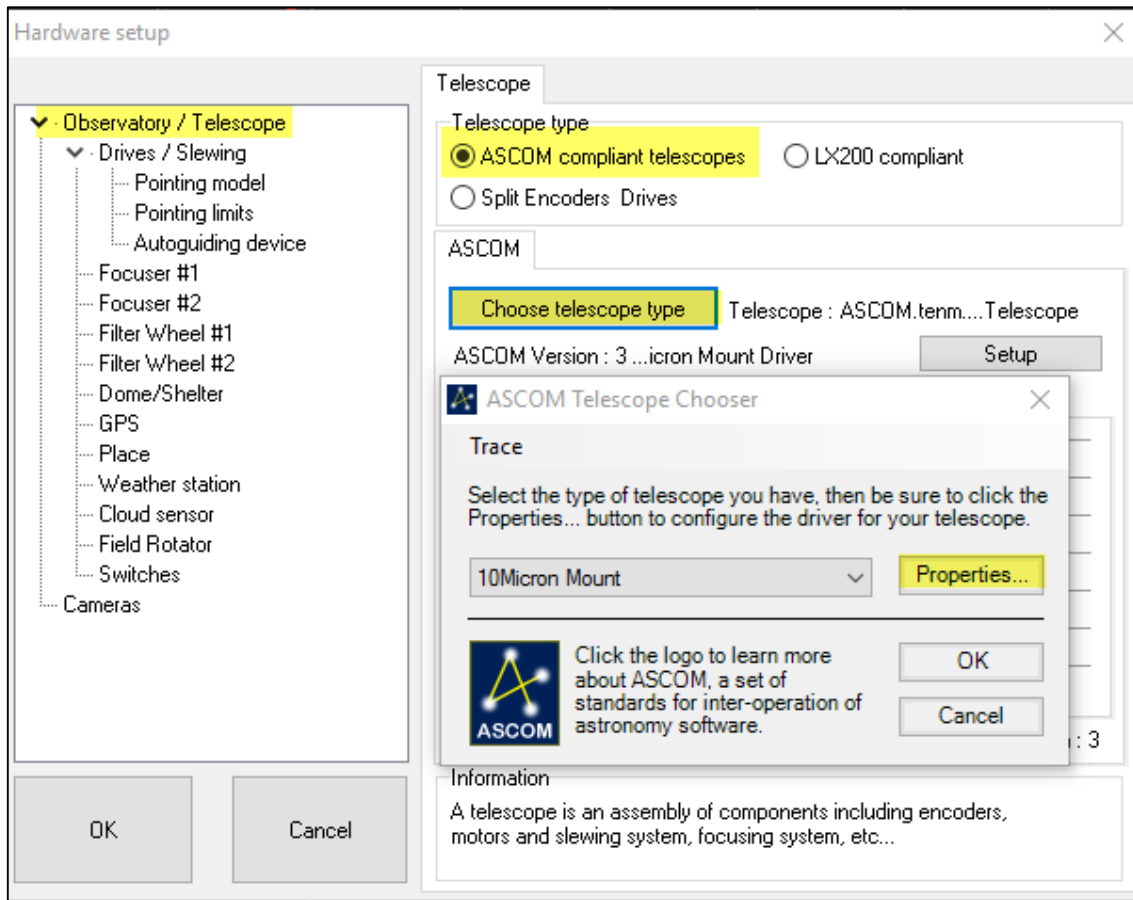 Hardware setup
Observatory / Telescope
Drives / Slewing
Pointing model
Pointing limits
Autoguiding device
Focuser #1
Focuser #2
Filter Wheel #1
Filter Wheel #2
Dome/Shelter
GPS
Place
Weather station
Cloud sensor
Field Rotator
Switches
Cameras
OK
Cancel
Telescope
Telescope type
ASCOM compliant telescopes
LX200 compliant
Split Encoders Drives
ASCOM
Choose telescope type
Telescope : ASCOM.tenm....Telescope
ASCOM Version : 3 ...icron Mount Driver
Setup
ASCOM Telescope Chooser
Trace
Select the type of telescope you have, then be sure to click the
Properties... button to configure the driver for your telescope.
10Micron Mount
Properties...
ASCOM
Click the logo to learn more
about ASCOM, a set of
standards for inter-operation of
astronomy software.
OK
Cancel
: 3
Information
A telescope is an assembly of components including encoders,
motors and slewing system, focusing system, etc...